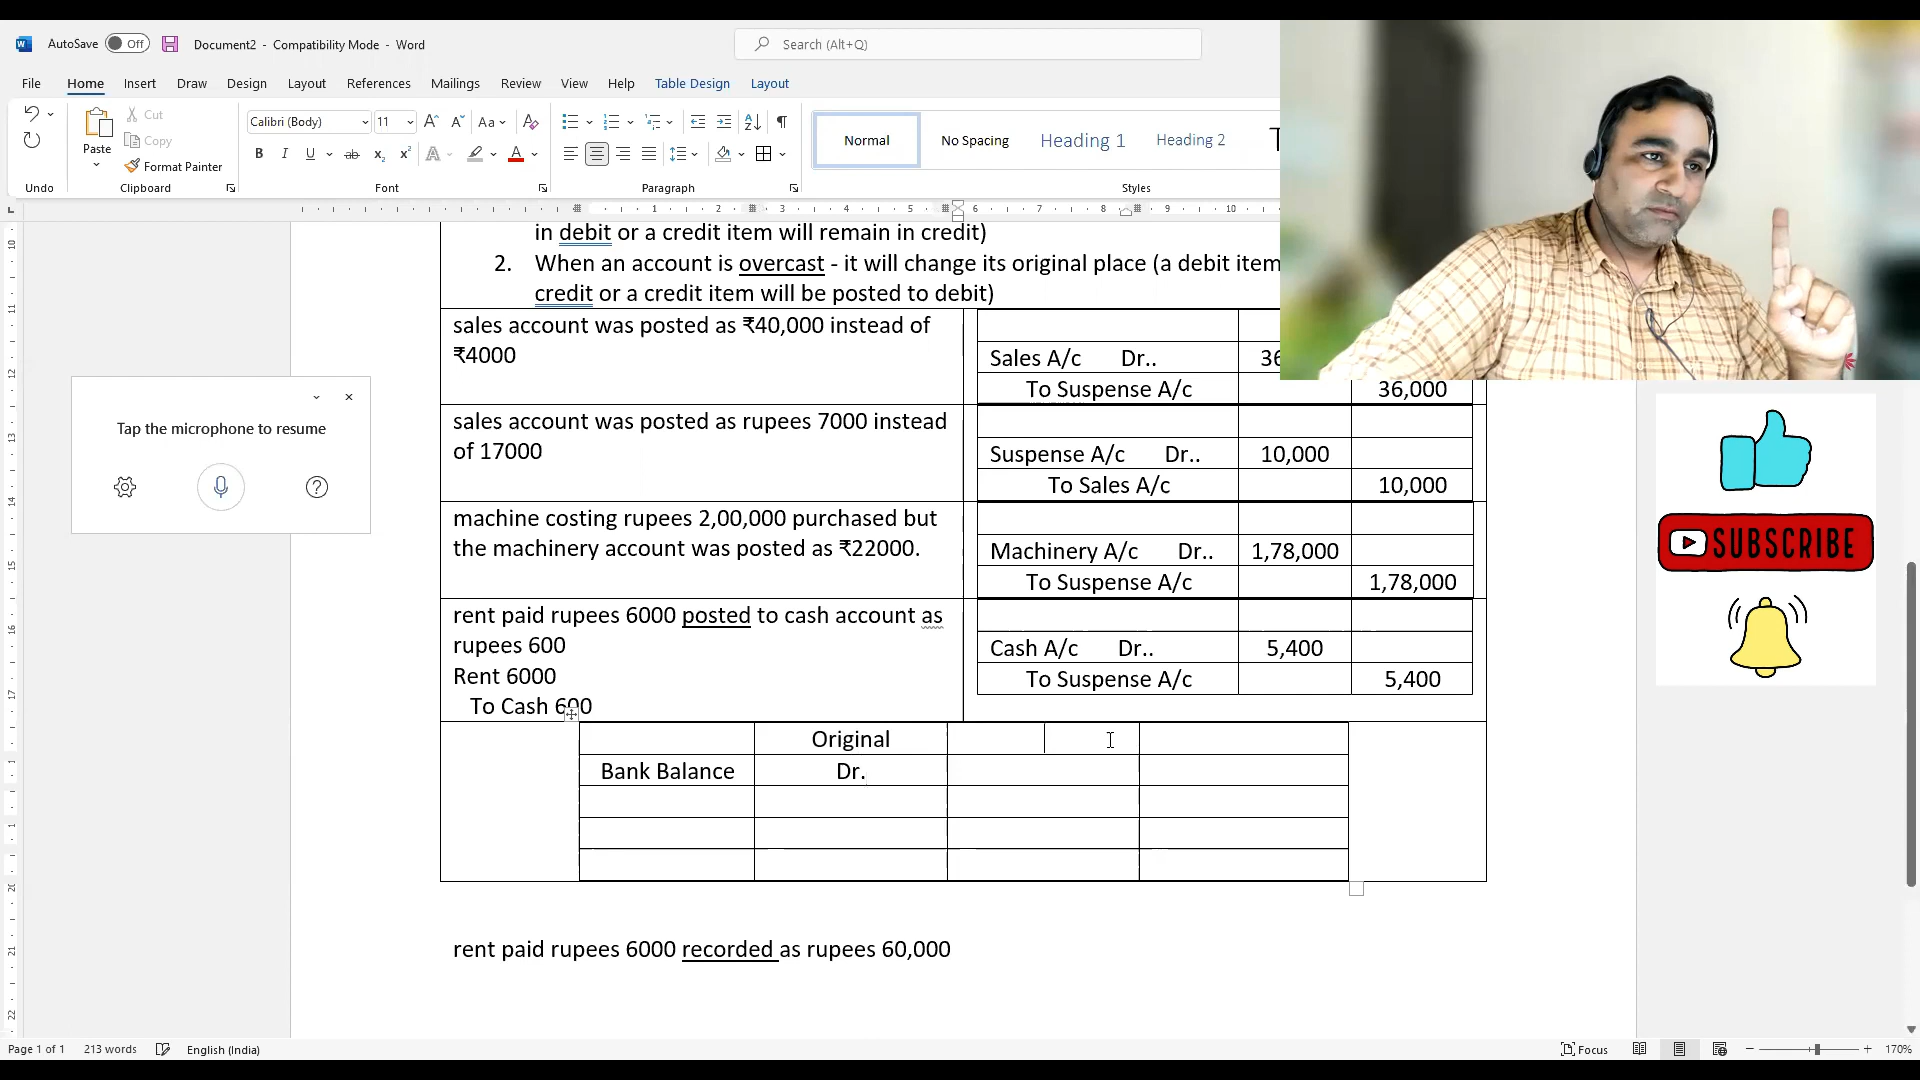 AutoSave Off Document2 - Compatibility Mode - Word Search (Alt+Q)
File Home Insert Draw Design Layout References Mailings Review View Help Table Design Layout
Cut
Copy
Format Painter
Paste
Calibri (Body) 11
Normal No Spacing Heading 1 Heading 2
Undo Clipboard Font Paragraph Styles
in debit or a credit item will remain in credit)
2. When an account is overcast - it will change its original place (a debit item
credit or a credit item will be posted to debit)
sales account was posted as ₹40,000 instead of
₹4000
Sales A/c Dr.. 36
To Suspense A/c 36,000
sales account was posted as rupees 7000 instead
of 17000
Suspense A/c Dr.. 10,000
To Sales A/c 10,000
machine costing rupees 2,00,000 purchased but
the machinery account was posted as ₹22000.
Machinery A/c Dr.. 1,78,000
To Suspense A/c 1,78,000
rent paid rupees 6000 posted to cash account as
rupees 600
Rent 6000
To Cash 600
Cash A/c Dr.. 5,400
To Suspense A/c 5,400
Original
Bank Balance Dr.
rent paid rupees 6000 recorded as rupees 60,000
Tap the microphone to resume
SUBSCRIBE
Page 1 of 1 213 words English (India) Focus 170%